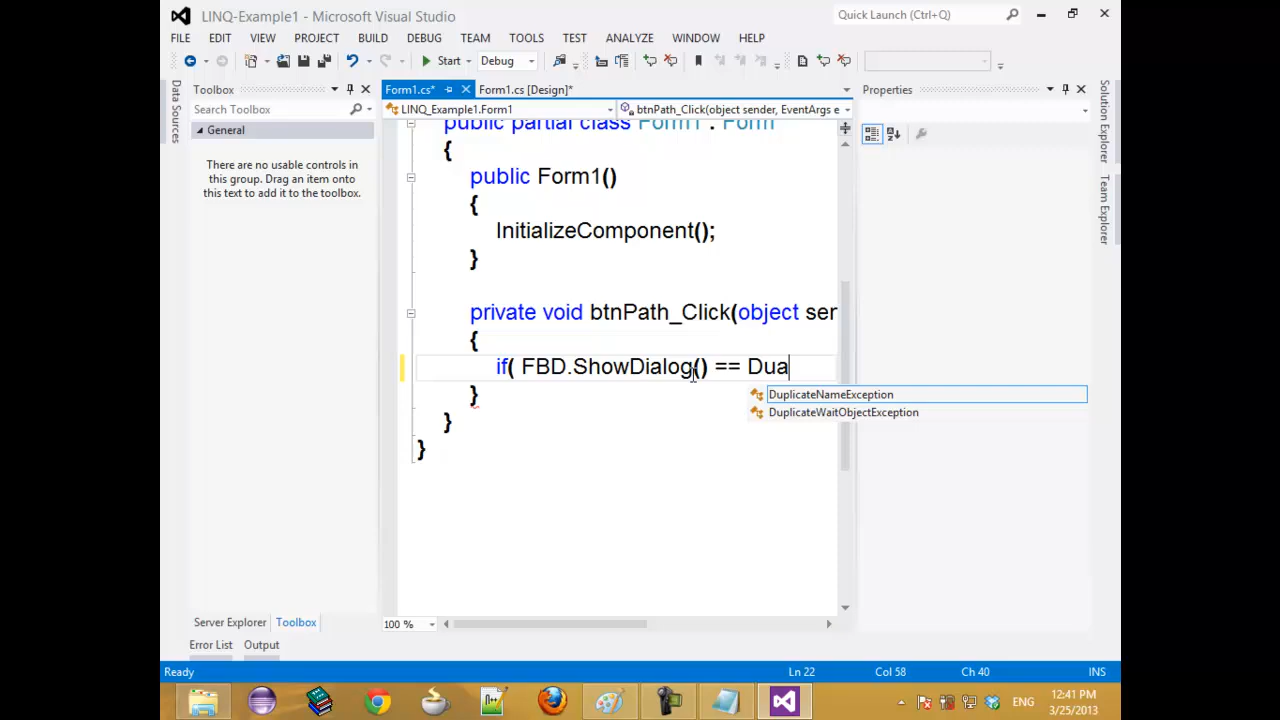 LINQ-Example1 - Microsoft Visual Studio
Quick Launch (Ctrl+Q)
FILE EDIT VIEW PROJECT BUILD DEBUG TEAM TOOLS TEST ANALYZE WINDOW HELP
Start Debug
Toolbox
Form1.cs*
Form1.cs [Design]*
Properties
Data Sources
Search Toolbox
LINQ_Example1.Form1
btnPath_Click(object sender, EventArgs e
Solution Explorer
Team Explorer
General
There are no usable controls in
this group. Drag an item onto
this text to add it to the toolbox.
public partial class Form1 : Form
{
public Form1()
{
InitializeComponent();
}
private void btnPath_Click(object ser
{
if( FBD.ShowDialog() == Dua
}
}
}
DuplicateNameException
DuplicateWaitObjectException
100 %
Server Explorer Toolbox
Error List Output
Ready
Ln 22 Col 58 Ch 40 INS
ENG
12:41 PM
3/25/2013